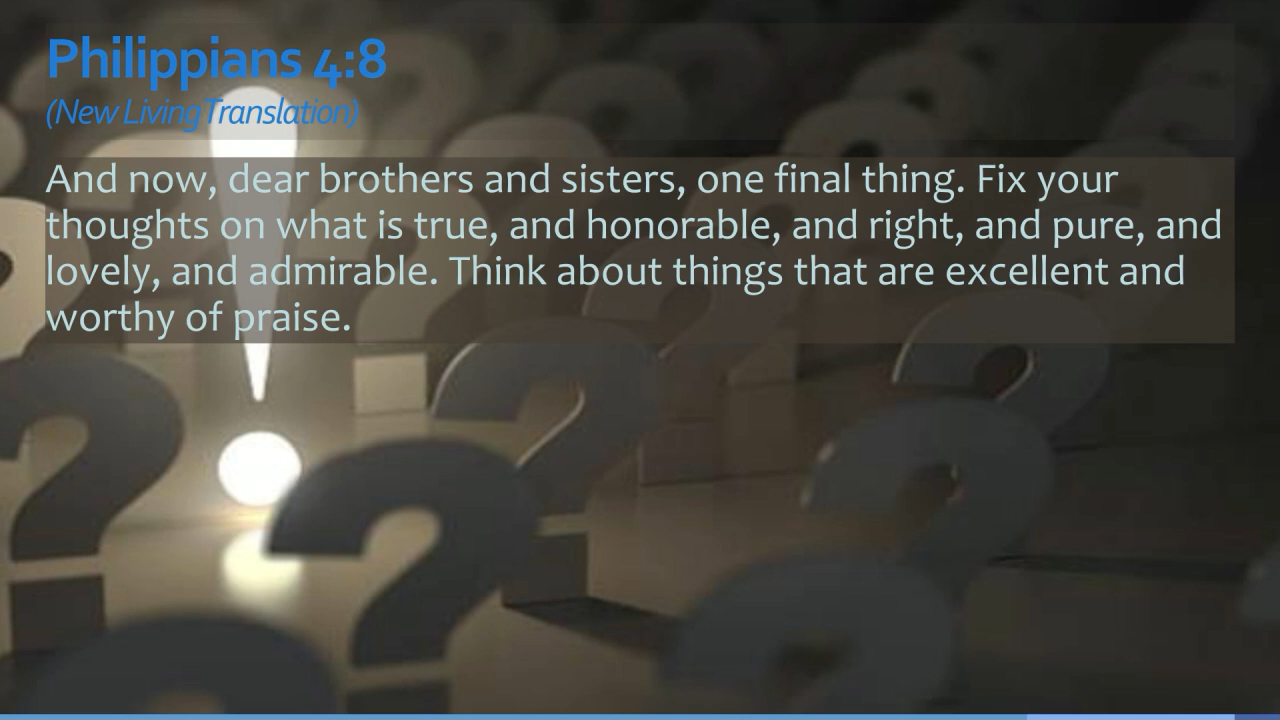 Philippians 4:8
(New Living Translation)
And now, dear brothers and sisters, one final thing. Fix your
thoughts on what is true, and honorable, and right, and pure, and
lovely, and admirable. Think about things that are excellent and
worthy of praise.